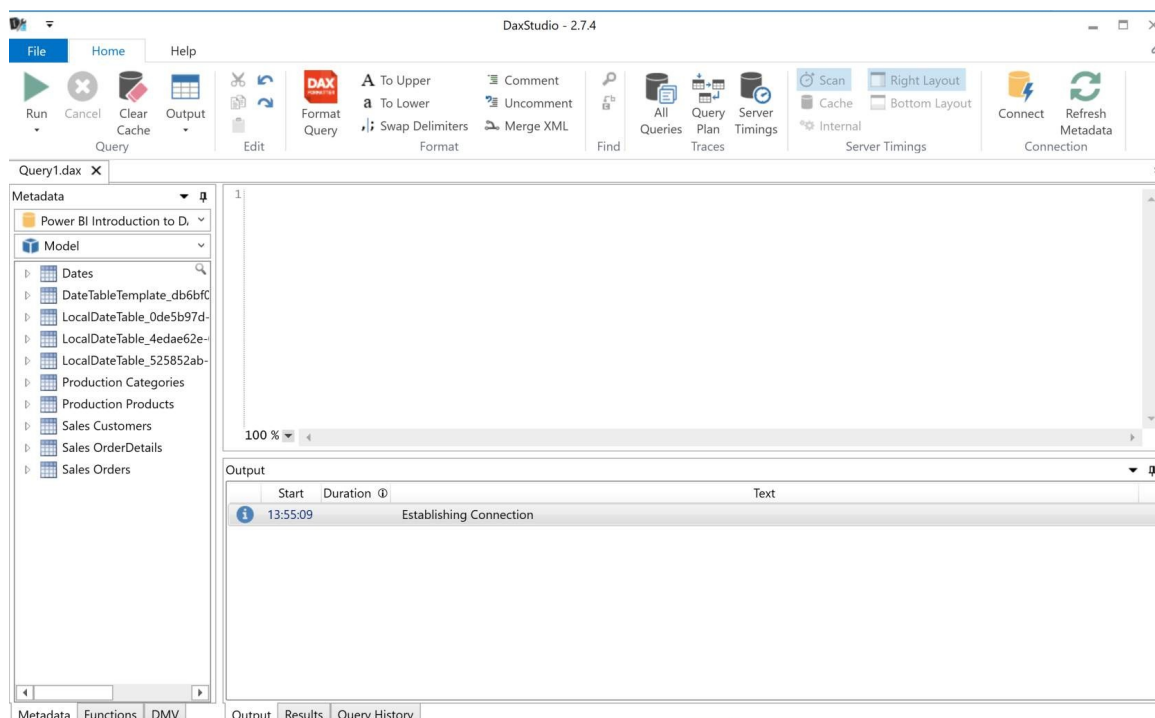 DaxStudio - 2.7.4
File Home Help
Run Cancel Clear Cache Output
Query
Edit
DAX FORMATTER
Format Query
A To Upper
a To Lower
Swap Delimiters
Comment
Uncomment
Merge XML
Format
Find
All Queries Query Plan Server Timings
Traces
Scan
Cache
Internal
Right Layout
Bottom Layout
Server Timings
Connect Refresh Metadata
Connection
Query1.dax
Metadata
Power BI Introduction to D
Model
Dates
DateTableTemplate_db6bf0
LocalDateTable_0de5b97d-
LocalDateTable_4edae62e-
LocalDateTable_525852ab-
Production Categories
Production Products
Sales Customers
Sales OrderDetails
Sales Orders
1
100 %
Output
Start Duration Text
13:55:09 Establishing Connection
Metadata Functions DMV
Output Results Query History